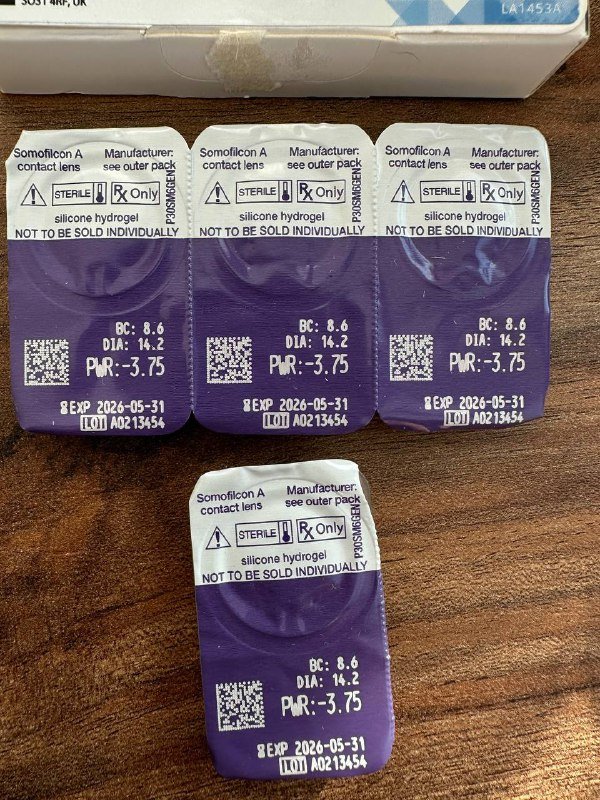 SO31 4RF, UK
LA1453A
Somofilcon A
contact lens
Manufacturer:
see outer pack
STERILE
Rx Only
P30SM6GEN1
silicone hydrogel
NOT TO BE SOLD INDIVIDUALLY
BC: 8.6
DIA: 14.2
PWR:-3.75
EXP 2026-05-31
LOT A0213454
Somofilcon A
contact lens
Manufacturer:
see outer pack
STERILE
Rx Only
P30SM6GEN1
silicone hydrogel
NOT TO BE SOLD INDIVIDUALLY
BC: 8.6
DIA: 14.2
PWR:-3.75
EXP 2026-05-31
LOT A0213454
Somofilcon A
contact lens
Manufacturer:
see outer pack
STERILE
Rx Only
P30SM6GEN1
silicone hydrogel
NOT TO BE SOLD INDIVIDUALLY
BC: 8.6
DIA: 14.2
PWR:-3.75
EXP 2026-05-31
LOT A0213454
Somofilcon A
contact lens
Manufacturer:
see outer pack
STERILE
Rx Only
P30SM6GEN1
silicone hydrogel
NOT TO BE SOLD INDIVIDUALLY
BC: 8.6
DIA: 14.2
PWR:-3.75
EXP 2026-05-31
LOT A0213454